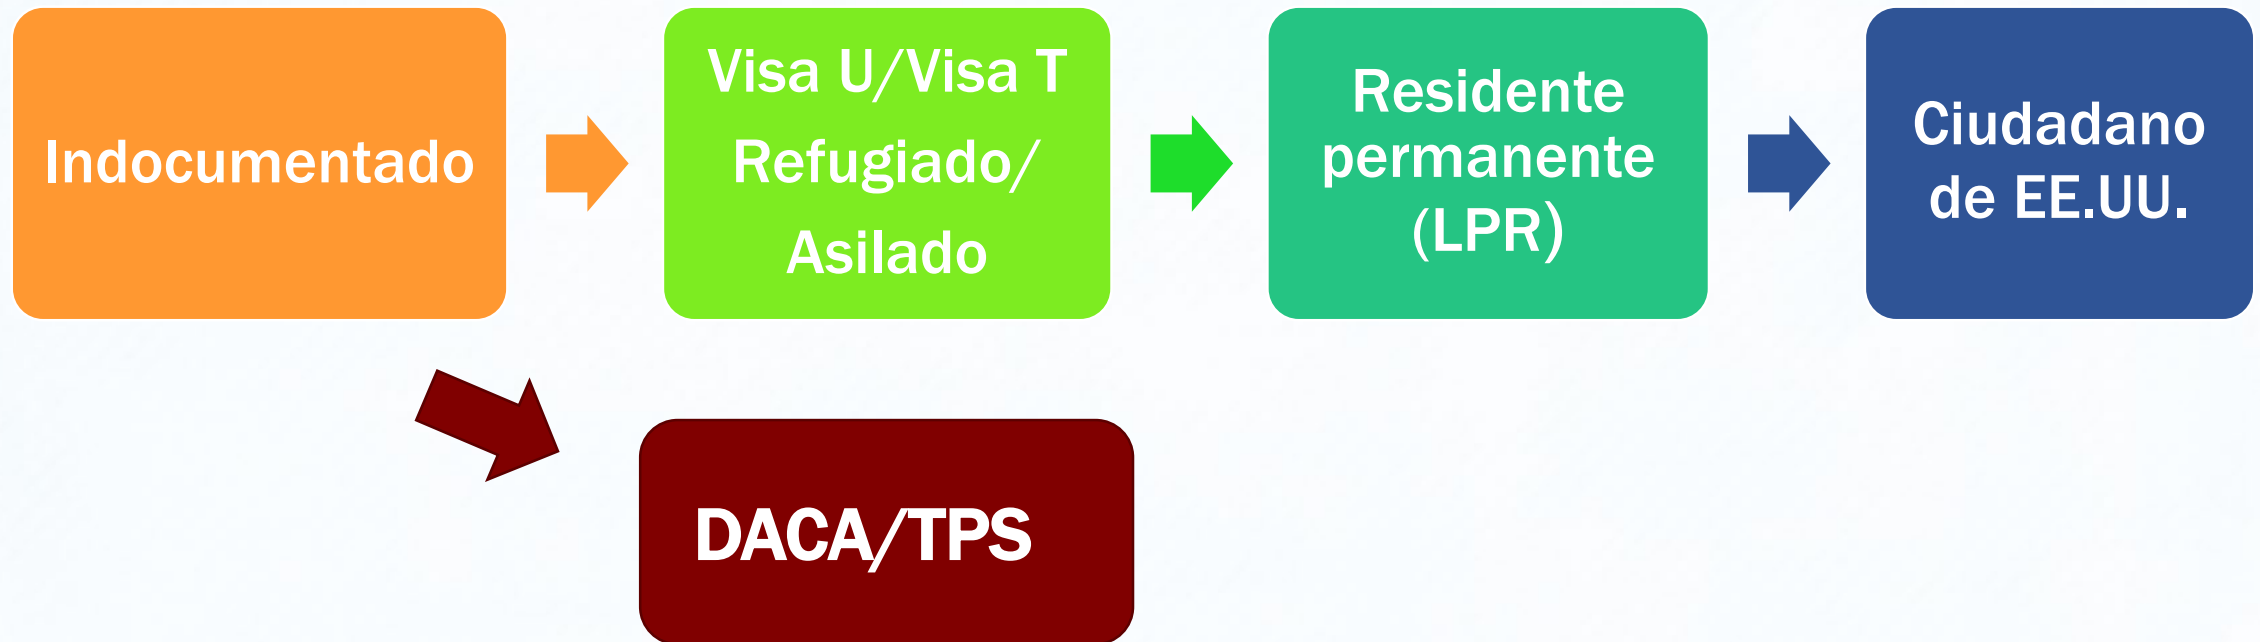 Indocumentado
Visa U/Visa T
Refugiado/
Asilado
Residente
permanente
(LPR)
Ciudadano
de EE.UU.
DACA/TPS